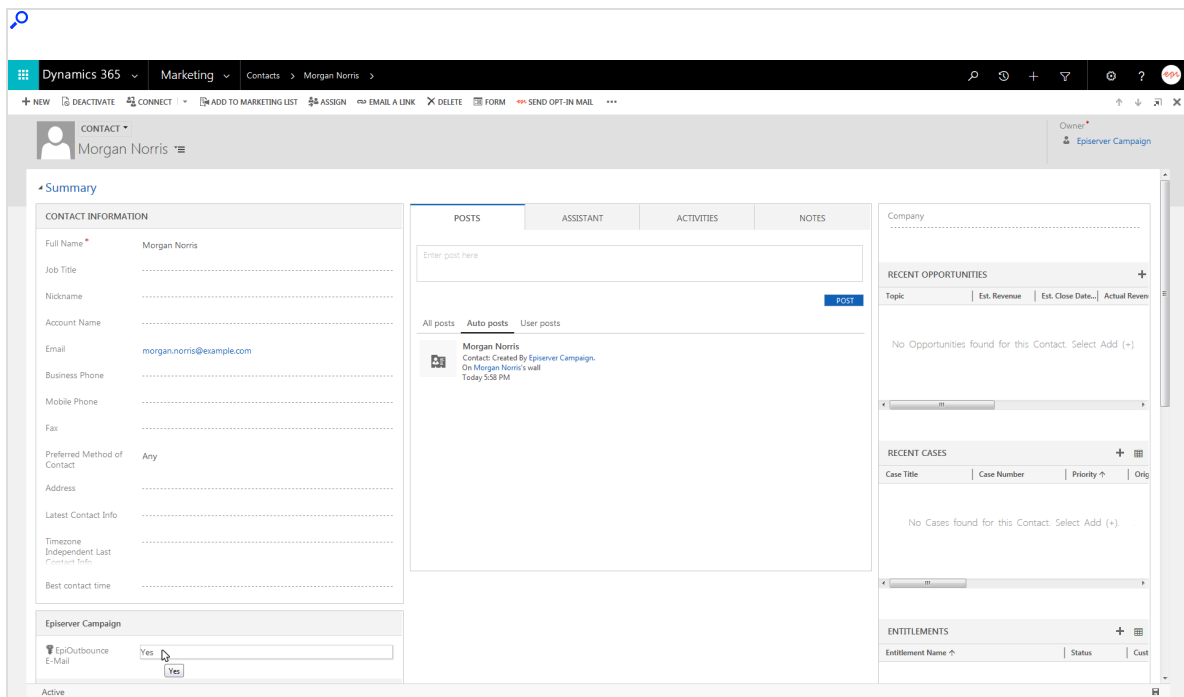 Dynamics 365 Marketing Contacts > Morgan Norris >
NEW DEACTIVATE CONNECT ADD TO MARKETING LIST ASSIGN EMAIL A LINK DELETE FORM epi SEND OPT-IN MAIL •••
CONTACT
Morgan Norris
Owner*
Episerver Campaign
Summary
CONTACT INFORMATION
Full Name* Morgan Norris
Job Title
Nickname
Account Name
Email morgan.norris@example.com
Business Phone
Mobile Phone
Fax
Preferred Method of
Contact
Any
Address
Latest Contact Info
Timezone
Independent Last
Contact Info
Best contact time
Episerver Campaign
EpiOutbounce
E-Mail
Yes
Yes
POSTS ASSISTANT ACTIVITIES NOTES
Enter post here
POST
All posts Auto posts User posts
Morgan Norris
Contact: Created By Episerver Campaign.
On Morgan Norris's wall
Today 5:58 PM
Company
RECENT OPPORTUNITIES
Topic Est. Revenue Est. Close Date... Actual Reven
No Opportunities found for this Contact. Select Add (+)
RECENT CASES
Case Title Case Number Priority Orig
No Cases found for this Contact. Select Add (+).
ENTITLEMENTS
Entitlement Name Status Cust
Active